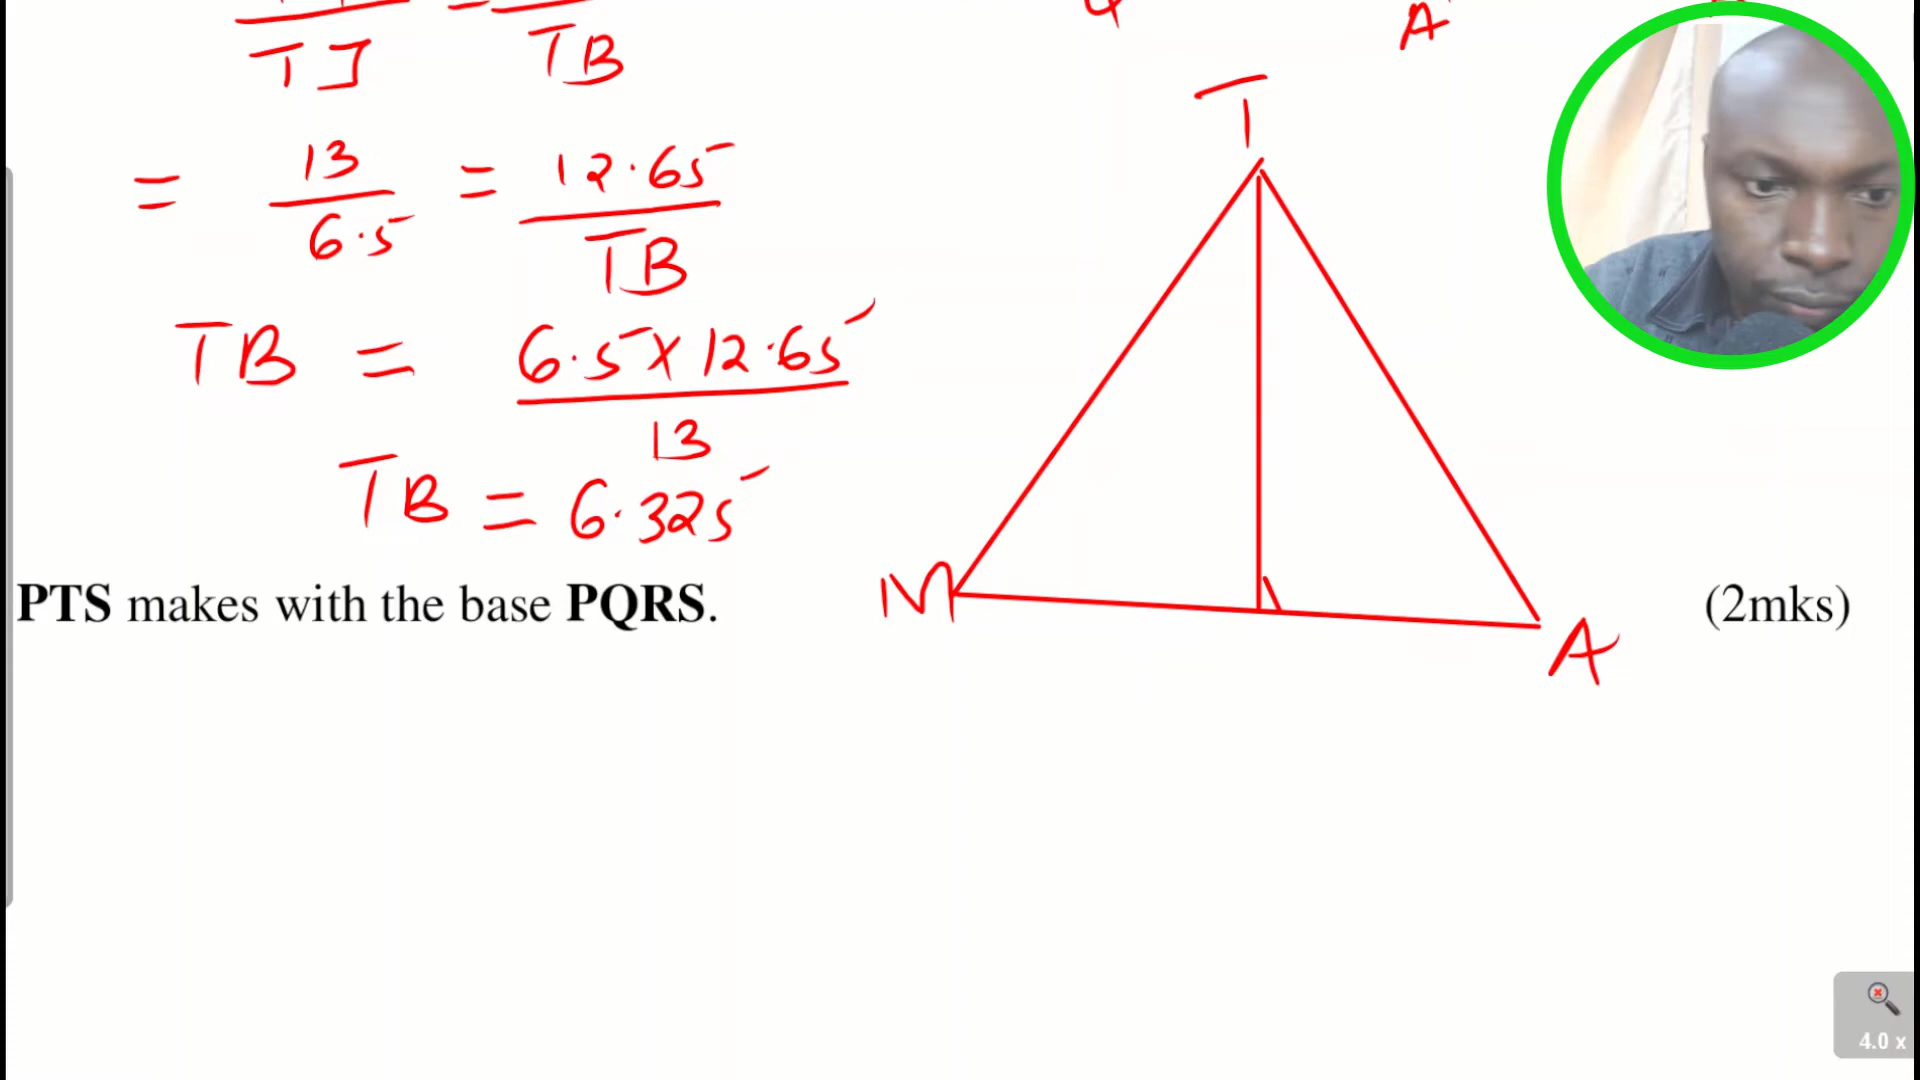 TJ = TB
= 13/6.5 = 12.65/TB
TB = 6.5 x 12.65/13
TB = 6.325
PTS makes with the base PQRS. (2mks)
T
M
A
A
4.0 x